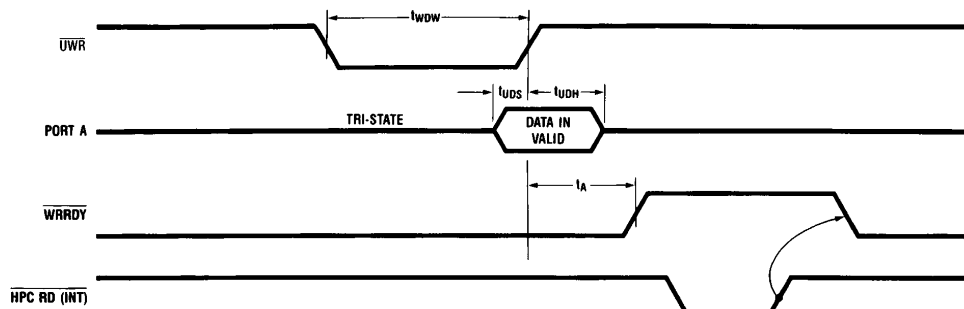 tWDW
UWR
tUDS
tUDH
PORT A
TRI-STATE
DATA IN
VALID
tA
WRRDY
HPC RD (INT)